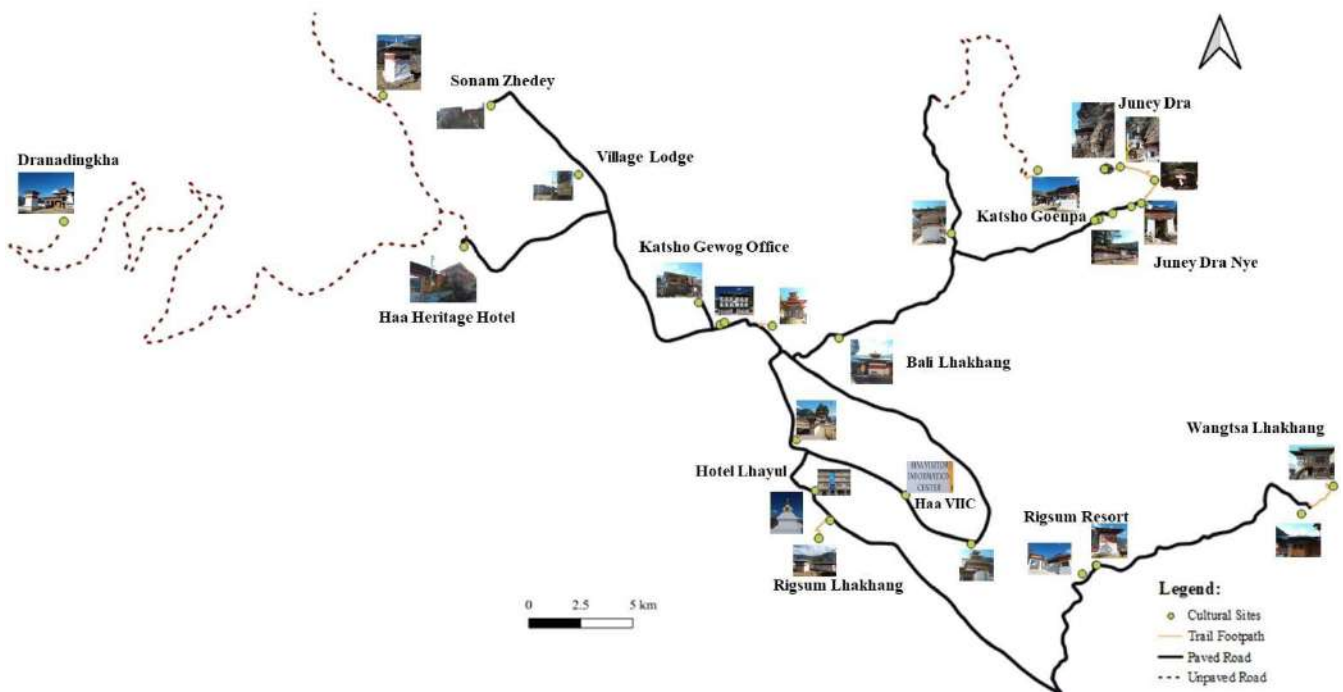 Sonam Zhedey
Juney Dra
Dranadingkha
Village Lodge
Katsho Goenpa
Katsho Gewog Office
Juney Dra Nye
Haa Heritage Hotel
Bali Lhakhang
Wangtsa Lhakhang
Hotel Lhayul
INFORMATION
CENTER
Haa VIIC
Rigsum Resort
Rigsum Lhakhang
0 2.5 5 km
Legend:
Cultural Sites
Trail Footpath
Paved Road
Unpaved Road